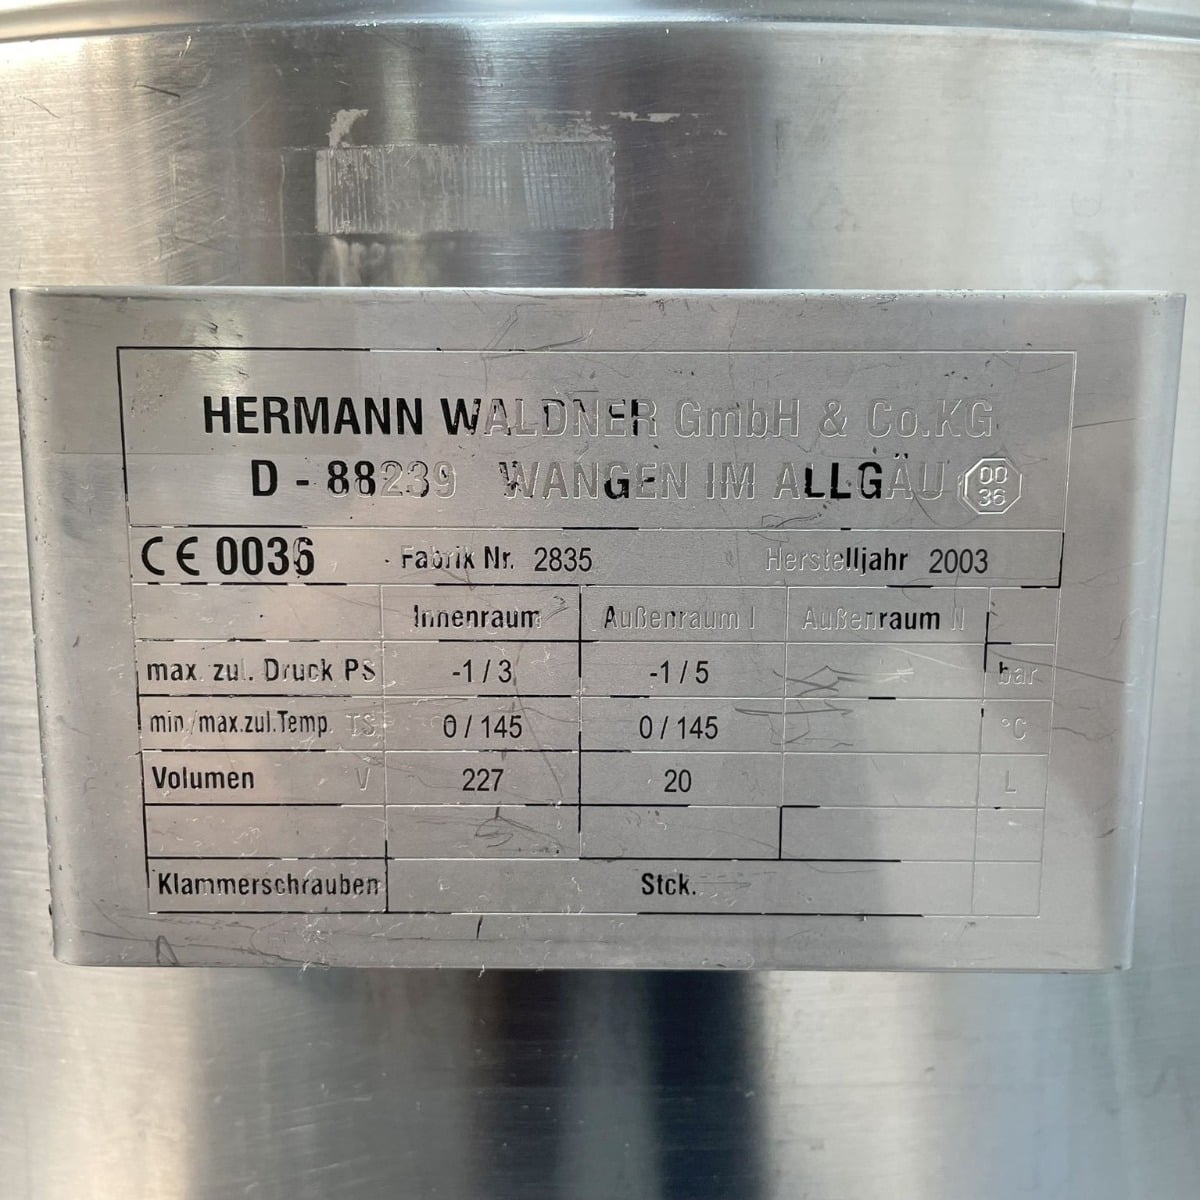 HERMANN WALDNER GmbH & Co.KG
D - 88239 WANGEN IM ALLGÄU 00 36
CE 0036 Fabrik Nr. 2835 Herstelljahr 2003
Innenraum Außenraum I Außenraum II
max. zul. Druck PS -1 / 3 -1 / 5 bar
min./max.zul.Temp. TS 0 / 145 0 / 145 °C
Volumen V 227 20 L
Klammerschrauben Stck.